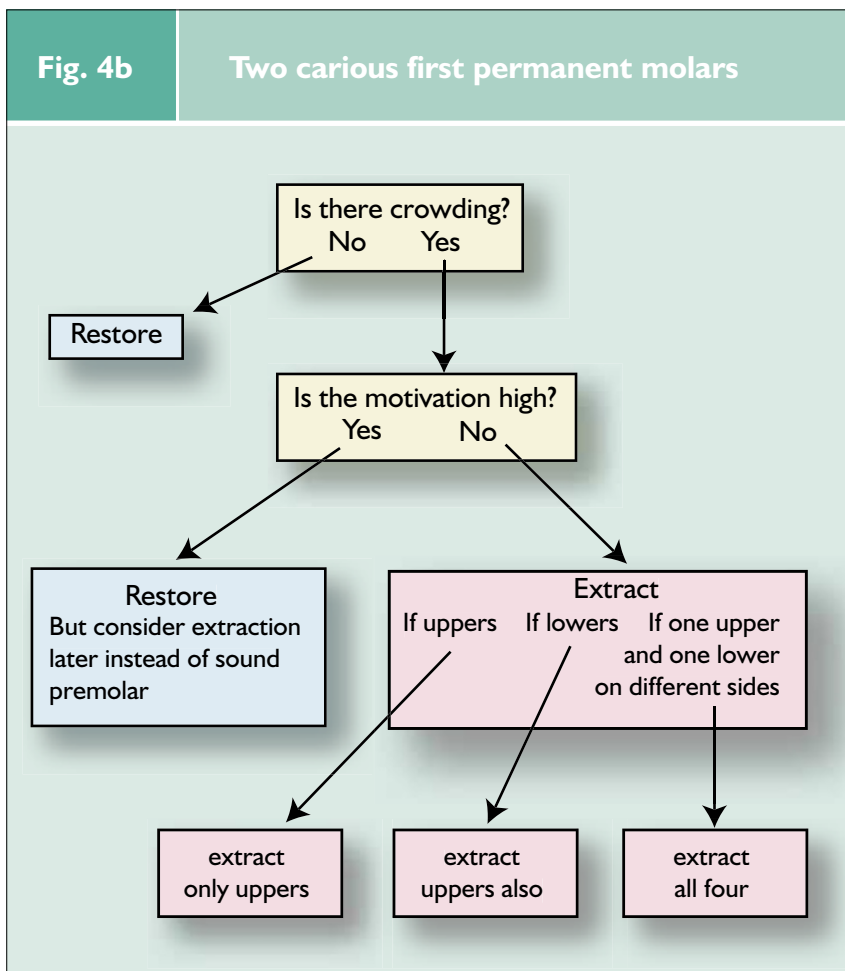 Fig. 4b
Two carious first permanent molars
Is there crowding?
No Yes
Restore
Is the motivation high?
Yes No
Restore
But consider extraction
later instead of sound
premolar
Extract
If uppers If lowers If one upper
and one lower
on different sides
extract
only uppers
extract
uppers also
extract
all four